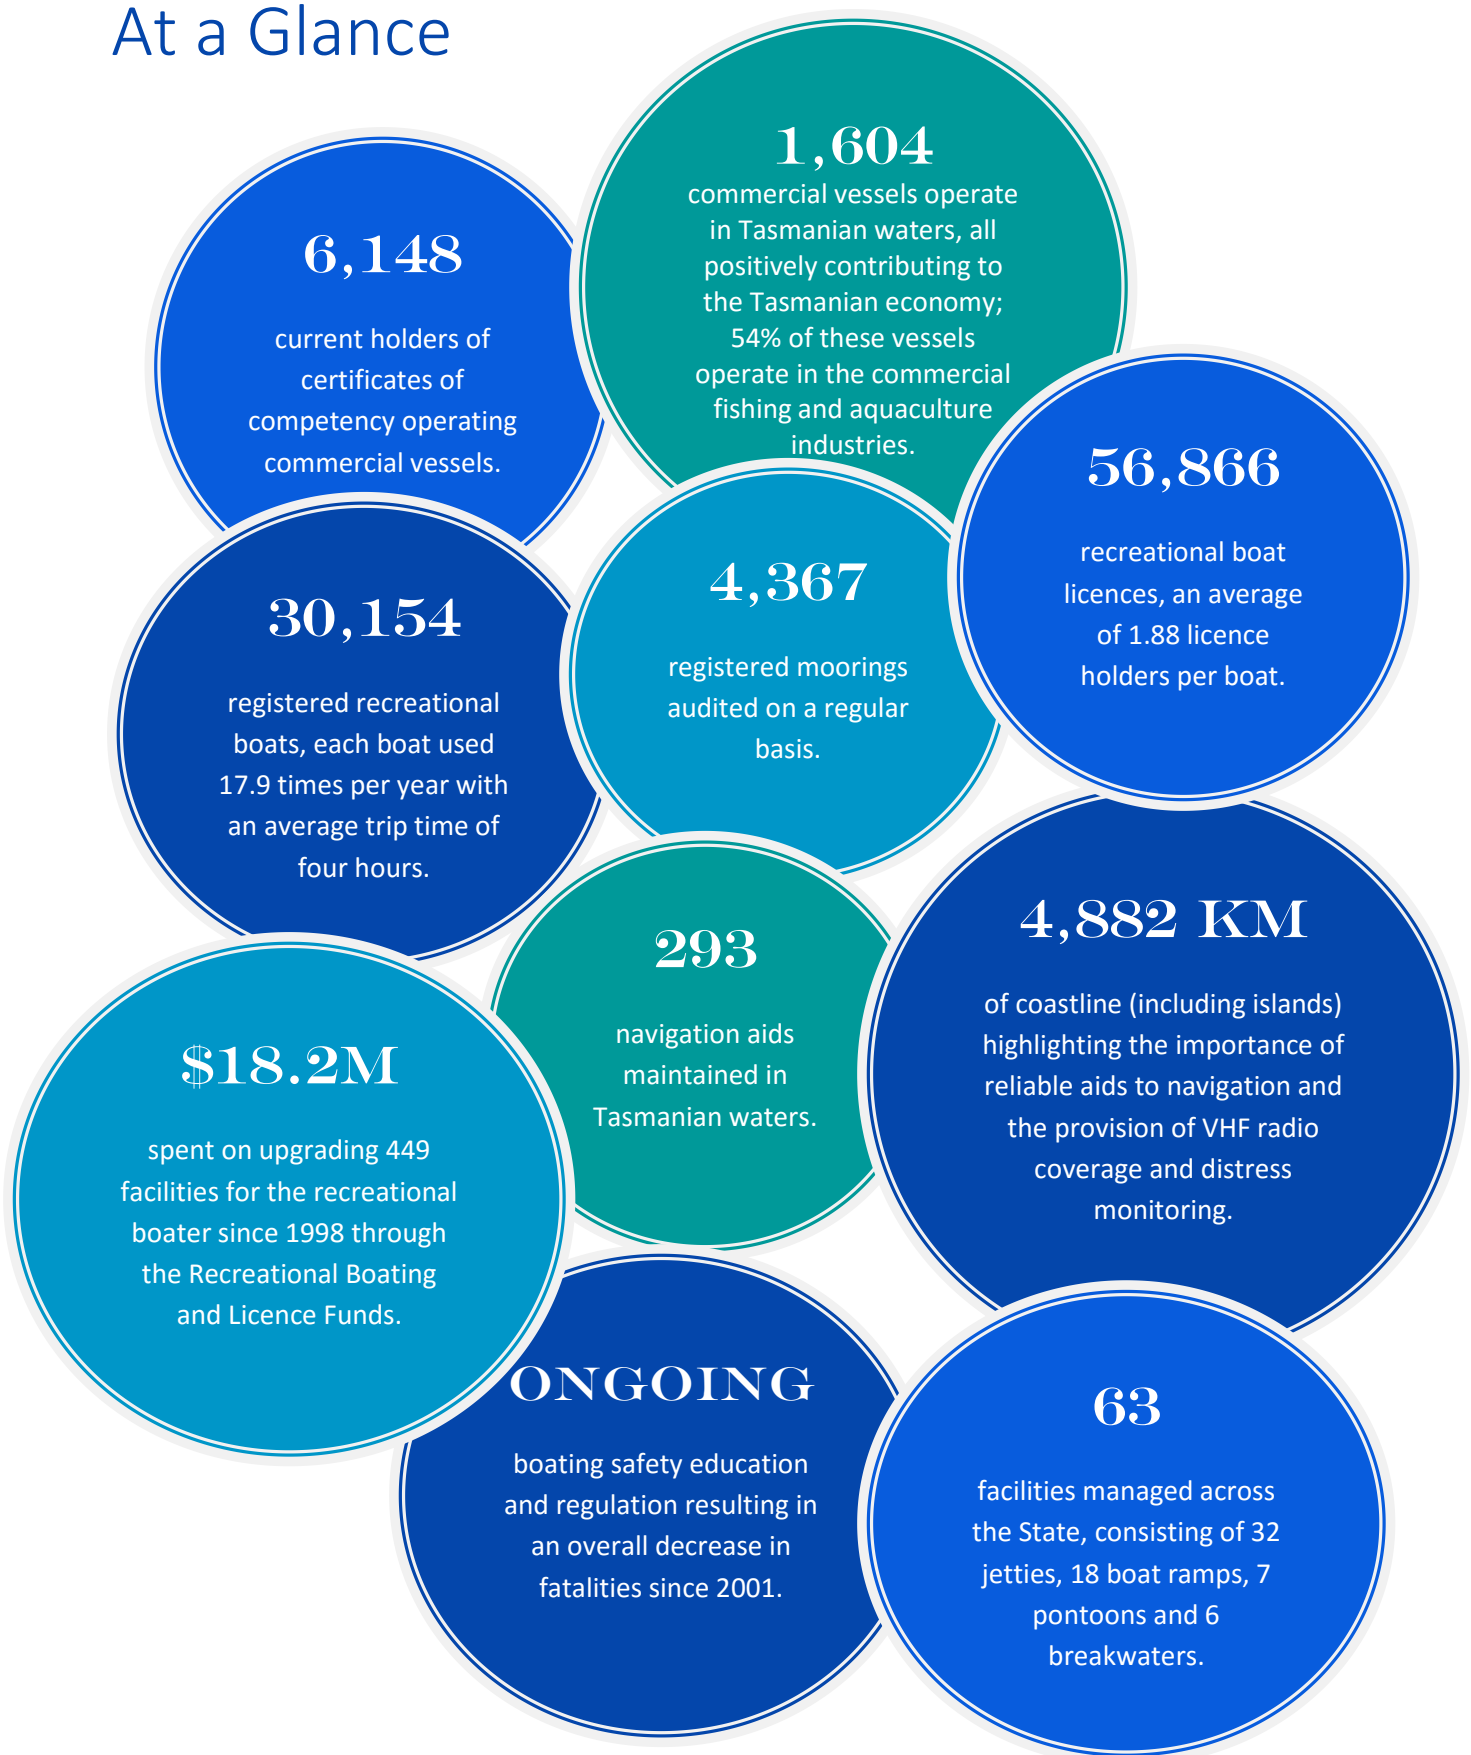 At a Glance
1,604
commercial vessels operate
in Tasmanian waters, all
positively contributing to
the Tasmanian economy;
54% of these vessels
operate in the commercial
fishing and aquaculture
industries.
6,148
current holders of
certificates of
competency operating
commercial vessels.
56,866
recreational boat
licences, an average
of 1.88 licence
holders per boat.
30,154
registered recreational
boats, each boat used
17.9 times per year with
an average trip time of
four hours.
4,367
registered moorings
audited on a regular
basis.
293
navigation aids
maintained in
Tasmanian waters.
4,882 KM
of coastline (including islands)
highlighting the importance of
reliable aids to navigation and
the provision of VHF radio
coverage and distress
monitoring.
$18.2M
spent on upgrading 449
facilities for the recreational
boater since 1998 through
the Recreational Boating
and Licence Funds.
ONGOING
boating safety education
and regulation resulting in
an overall decrease in
fatalities since 2001.
63
facilities managed across
the State, consisting of 32
jetties, 18 boat ramps, 7
pontoons and 6
breakwaters.